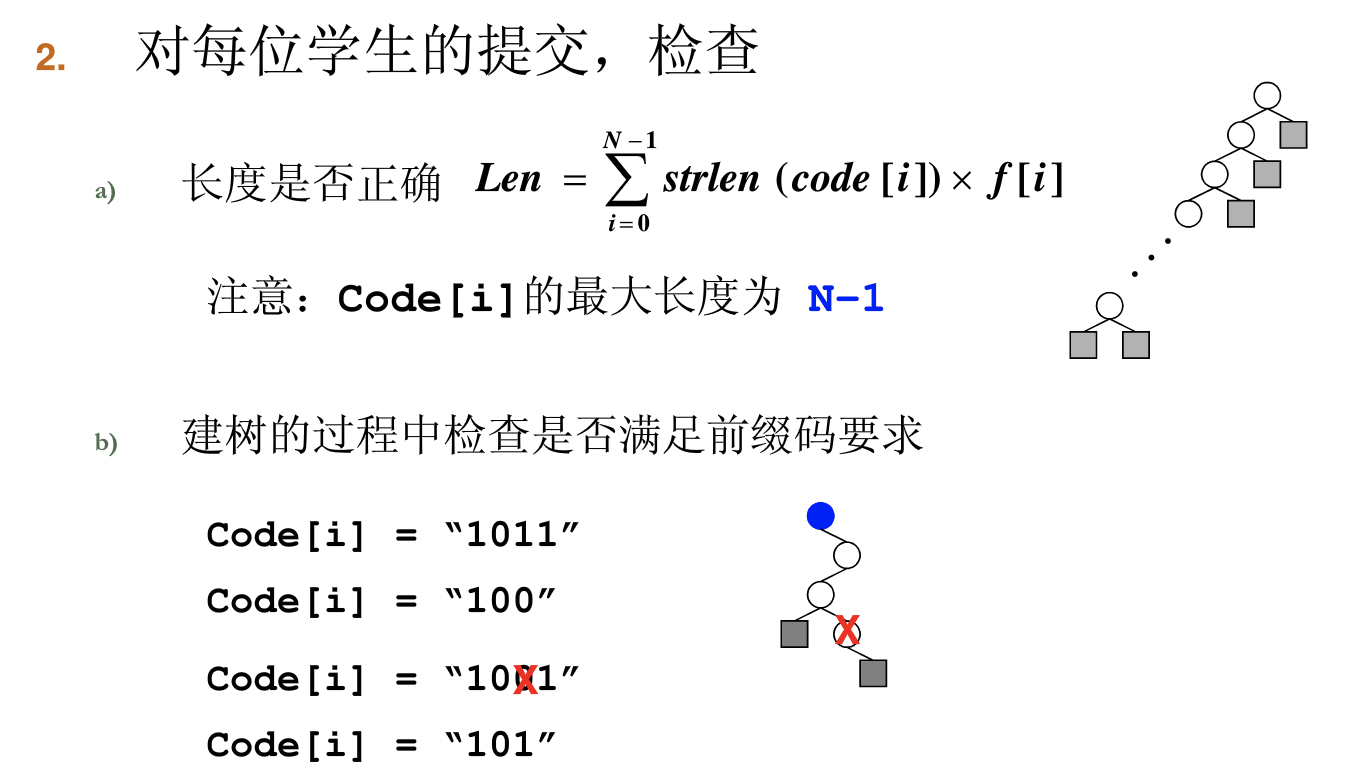 2. 对每位学生的提交，检查
a) 长度是否正确 Len = \sum_{i=0}^{N-1} strlen (code [i]) × f [i]
注意：Code[i]的最大长度为 N-1
b) 建树的过程中检查是否满足前缀码要求
Code[i] = “1011”
Code[i] = “100”
X
Code[i] = “1001”
X
Code[i] = “101”